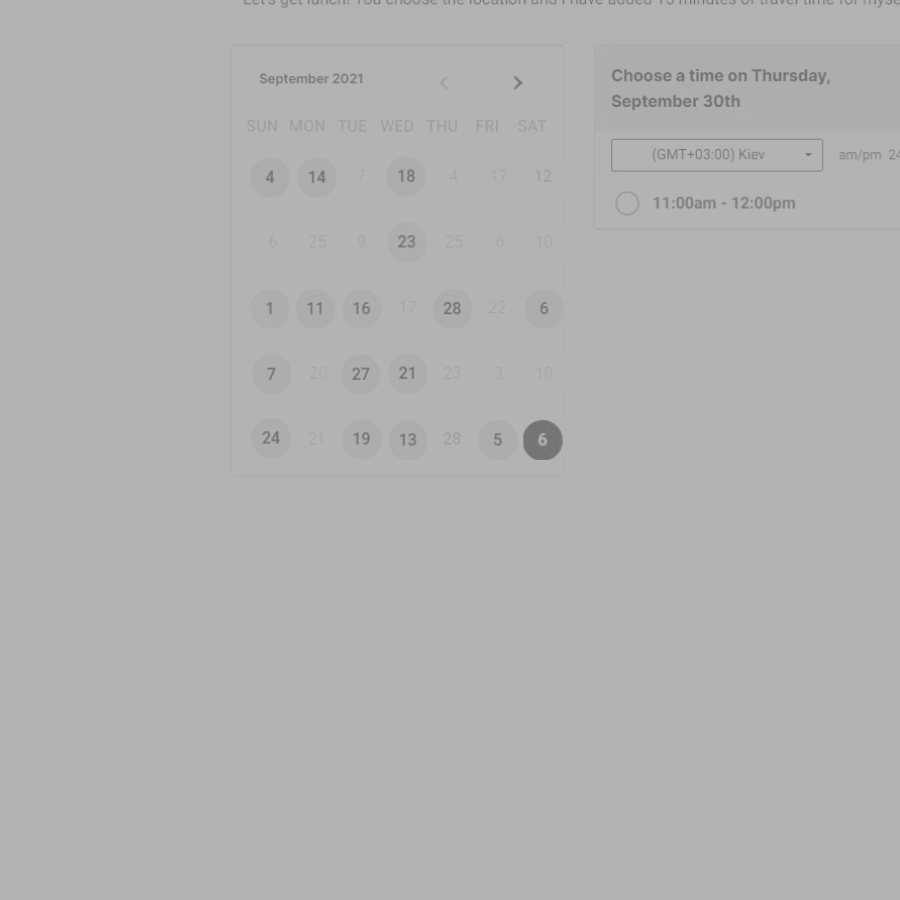 Let's get lunch! You choose the location and I have added 15 minutes of travel time for
September 2021
SUN MON TUE WED THU FRI SAT
4 14 7 18 4 17 12
6 25 9 23 25 6 10
1 11 16 17 28 22 6
7 20 27 21 23 3 10
24 21 19 13 28 5 6
Choose a time on Thursday,
September 30th
(GMT+03:00) Kiev am/pm 24
11:00am - 12:00pm